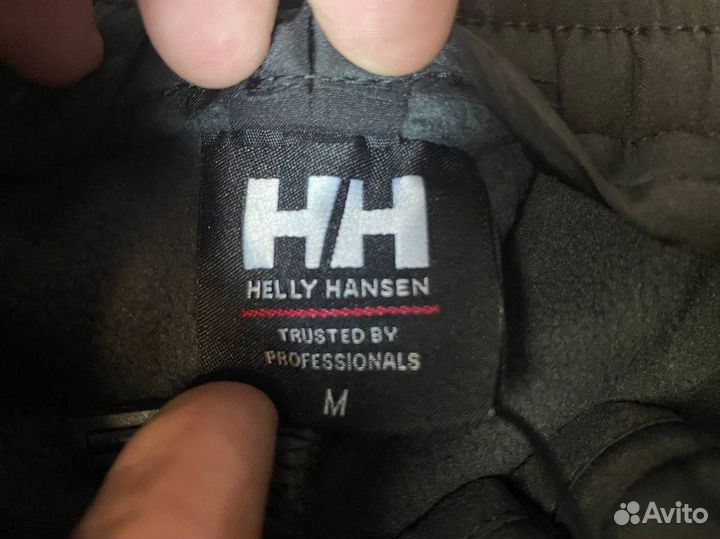 HH
HELLY HANSEN
TRUSTED BY
PROFESSIONALS
M
Avito